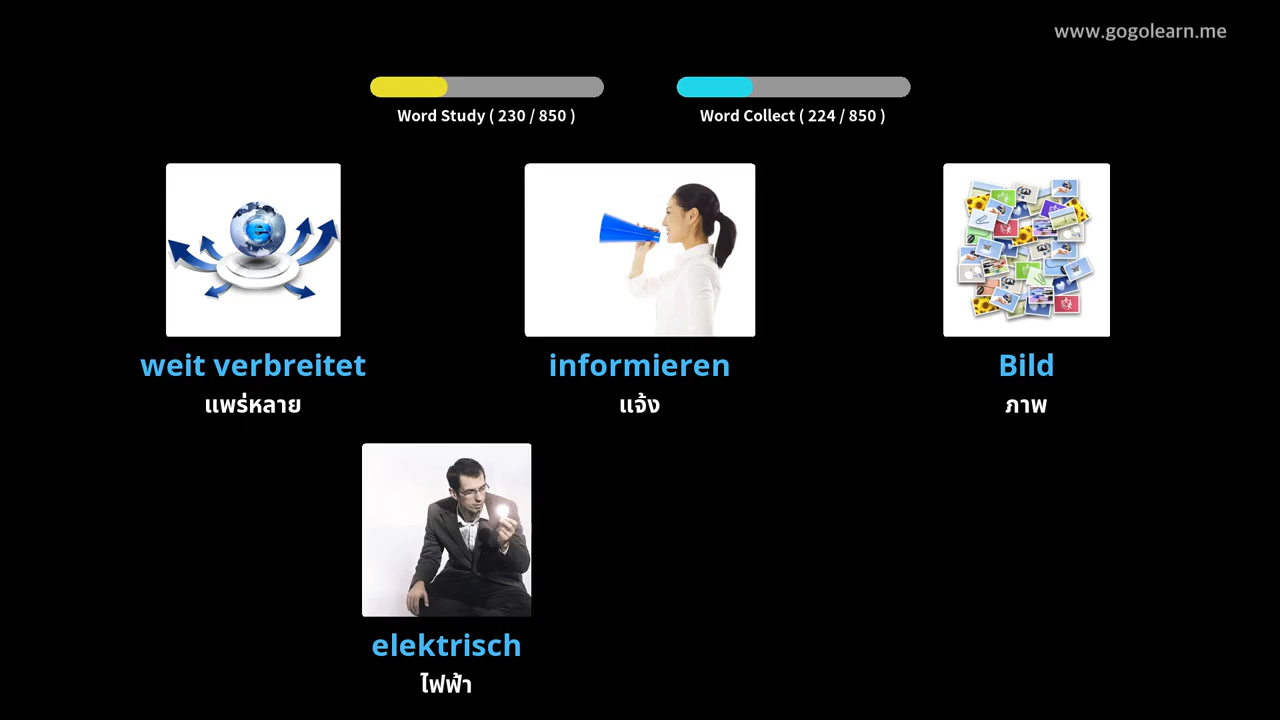 www.gogolearn.me
Word Study ( 230 / 850 )
Word Collect ( 224 / 850 )
weit verbreitet
แพร่หลาย
informieren
แจ้ง
Bild
ภาพ
elektrisch
ไฟฟ้า